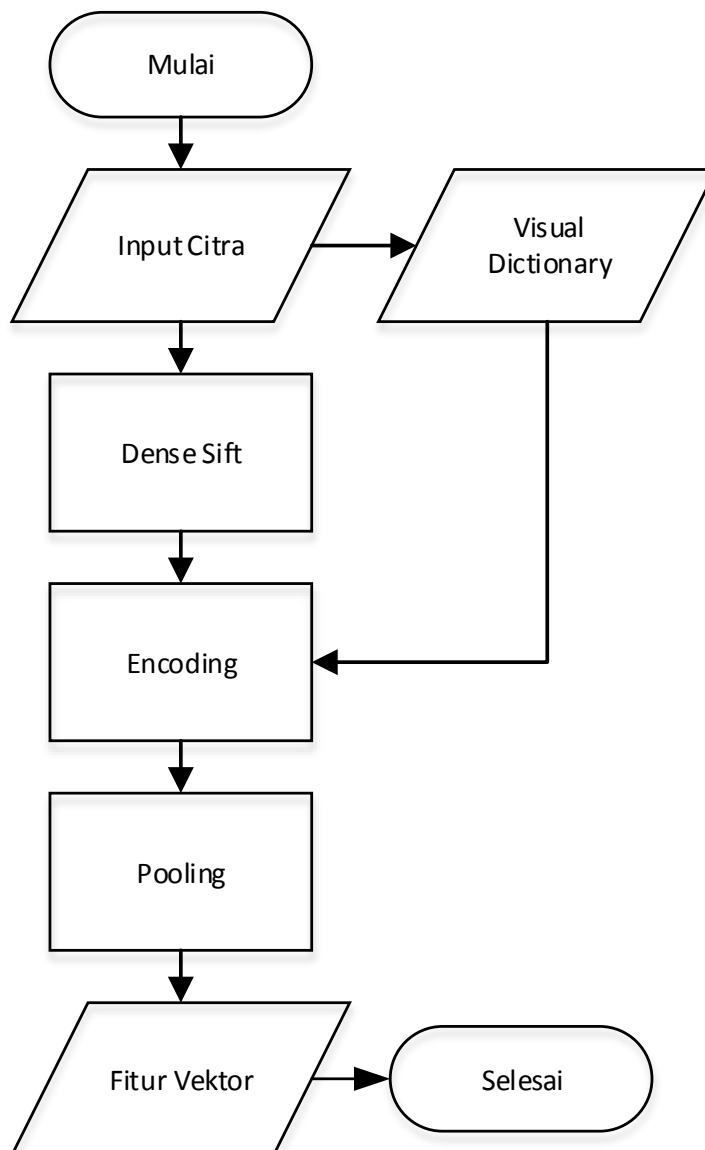 Mulai
Input Citra
Visual
Dictionary
Dense Sift
Encoding
Pooling
Fitur Vektor
Selesai